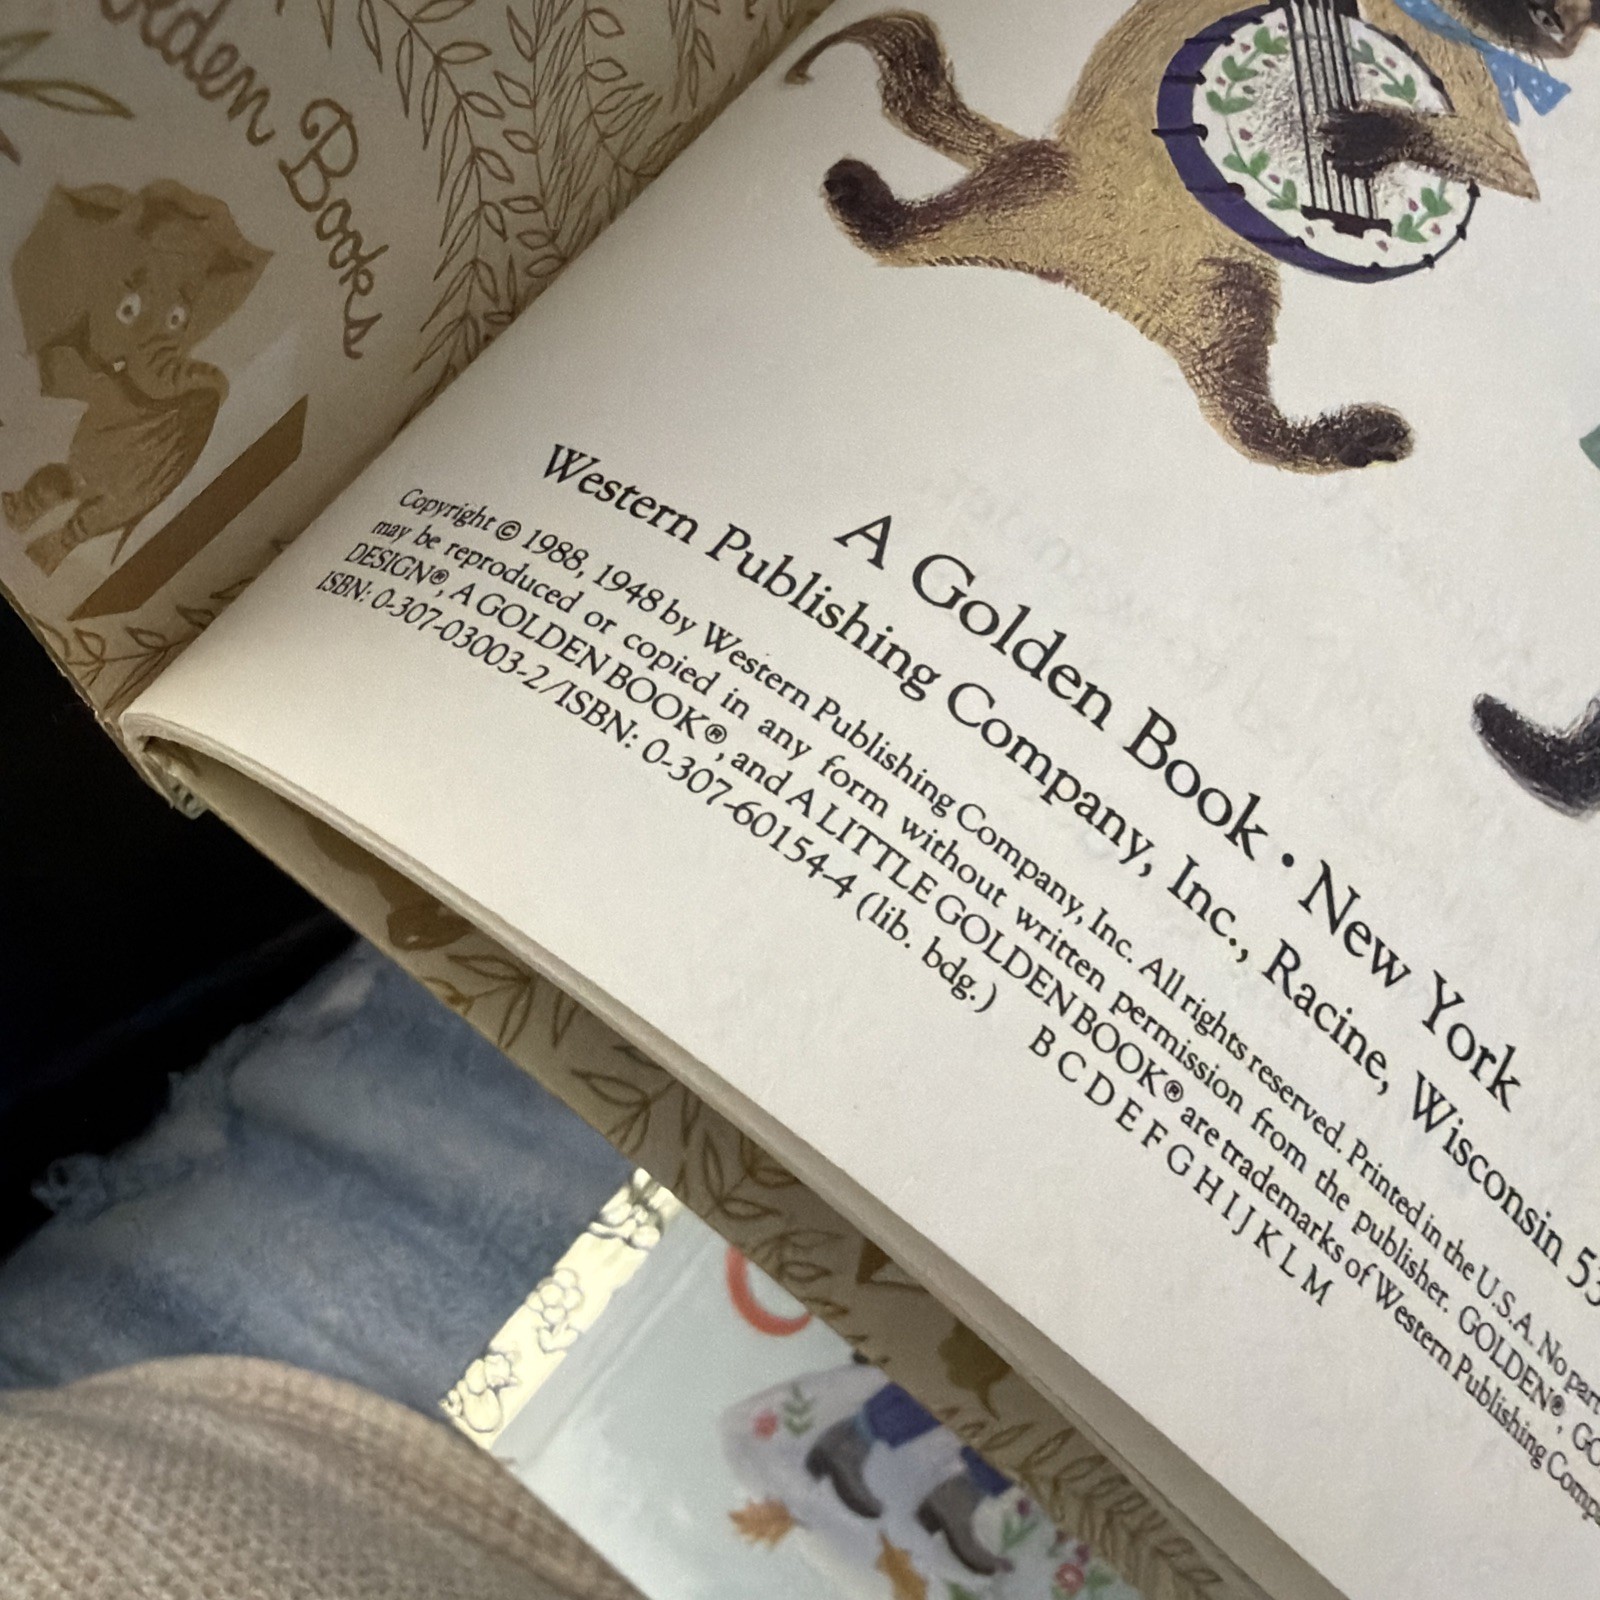 Golden Books
A Golden Book • New York
Western Publishing Company, Inc., Racine, Wisconsin
Copyright © 1988, 1948 by Western Publishing Company, Inc. All rights reserved. Printed in the U.S.A. No part
may be reproduced or copied in any form without written permission from the publisher. GOLDEN®,
DESIGN®, A GOLDEN BOOK®, and A LITTLE GOLDEN BOOK® are trademarks of Western Publishing
ISBN: 0-307-03003-2/ISBN: 0-307-60154-4 (lib. bdg.) B C D E F G H I J K L M